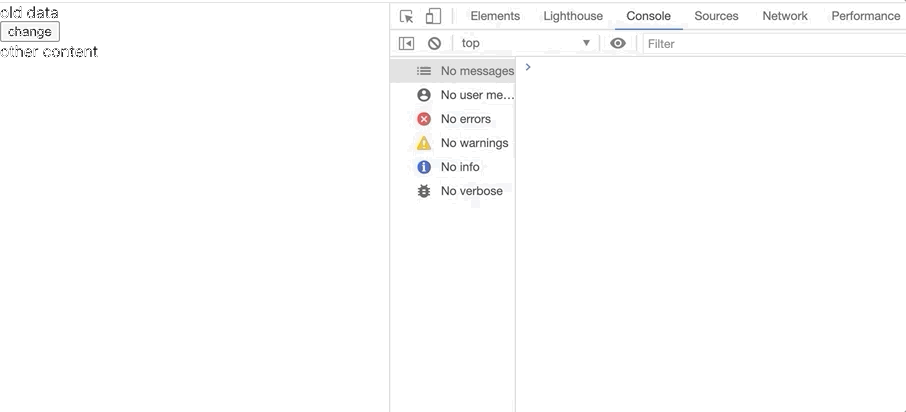 old data
change
other content
Elements Lighthouse Console Sources Network Performance
top Filter
No messages
No user me...
No errors
No warnings
No info
No verbose